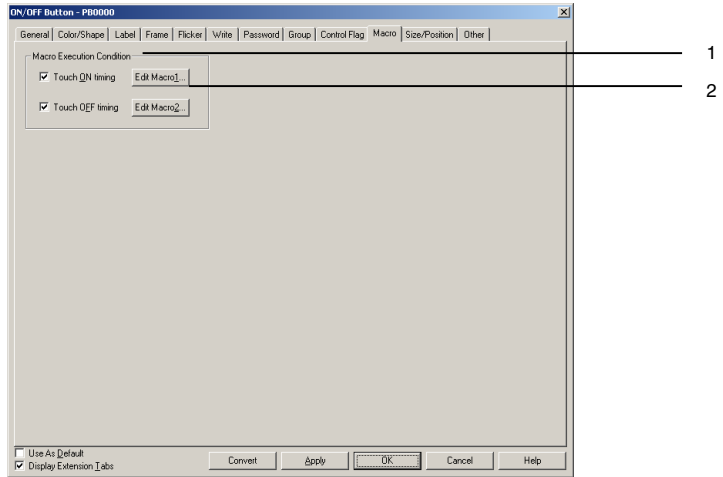 ON/OFF Button - PB0000
General Color/Shape Label Frame Flicker Write Password Group Control Flag Macro Size/Position Other
Macro Execution Condition
1
Touch ON timing Edit Macro1...
2
Touch OFF timing Edit Macro2...
Use As Default
Display Extension Tabs
Convert Apply OK Cancel Help